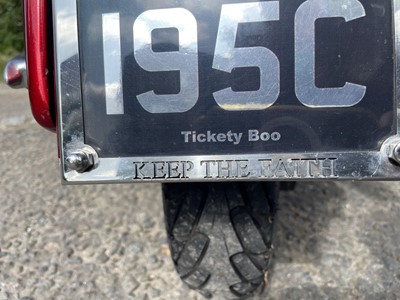 195C
Tickety Boo
KEEP THE FAITH